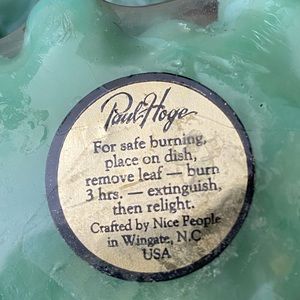 Paul Hoge
For safe burning,
place on dish,
remove leaf — burn
3 hrs. — extinguish,
then relight.
Crafted by Nice People
in Wingate, N.C
USA